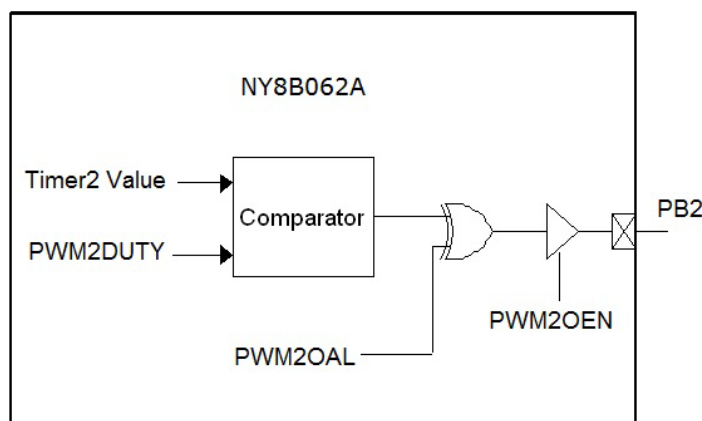 NY8B062A
Timer2 Value
Comparator
PB2
PWM2DUTY
PWM2OEN
PWM2OAL